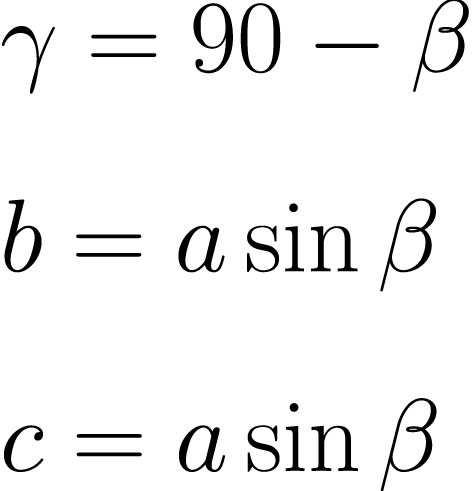 γ = 90 − β
b = a sin β
c = a sin β